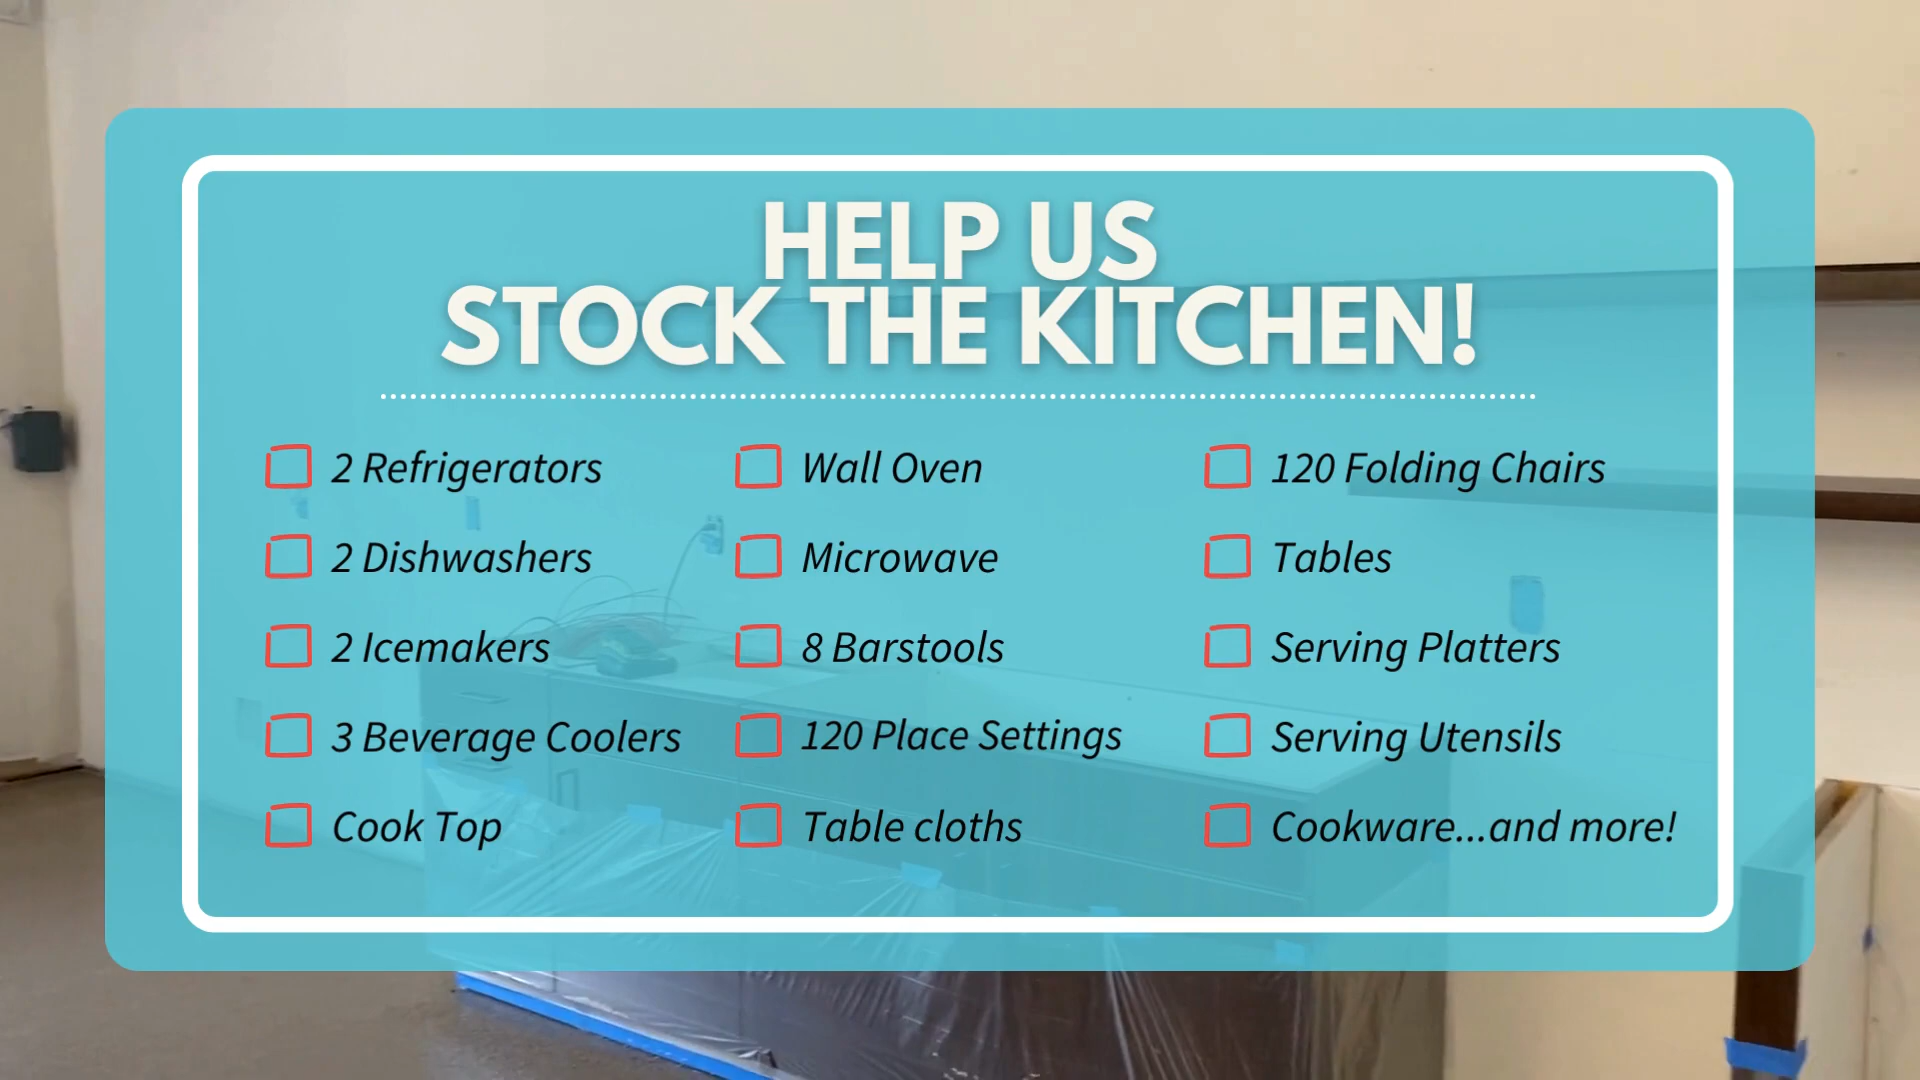 HELP US
STOCK THE KITCHEN!
2 Refrigerators
2 Dishwashers
2 Icemakers
3 Beverage Coolers
Cook Top
Wall Oven
Microwave
8 Barstools
120 Place Settings
Table cloths
120 Folding Chairs
Tables
Serving Platters
Serving Utensils
Cookware...and more!